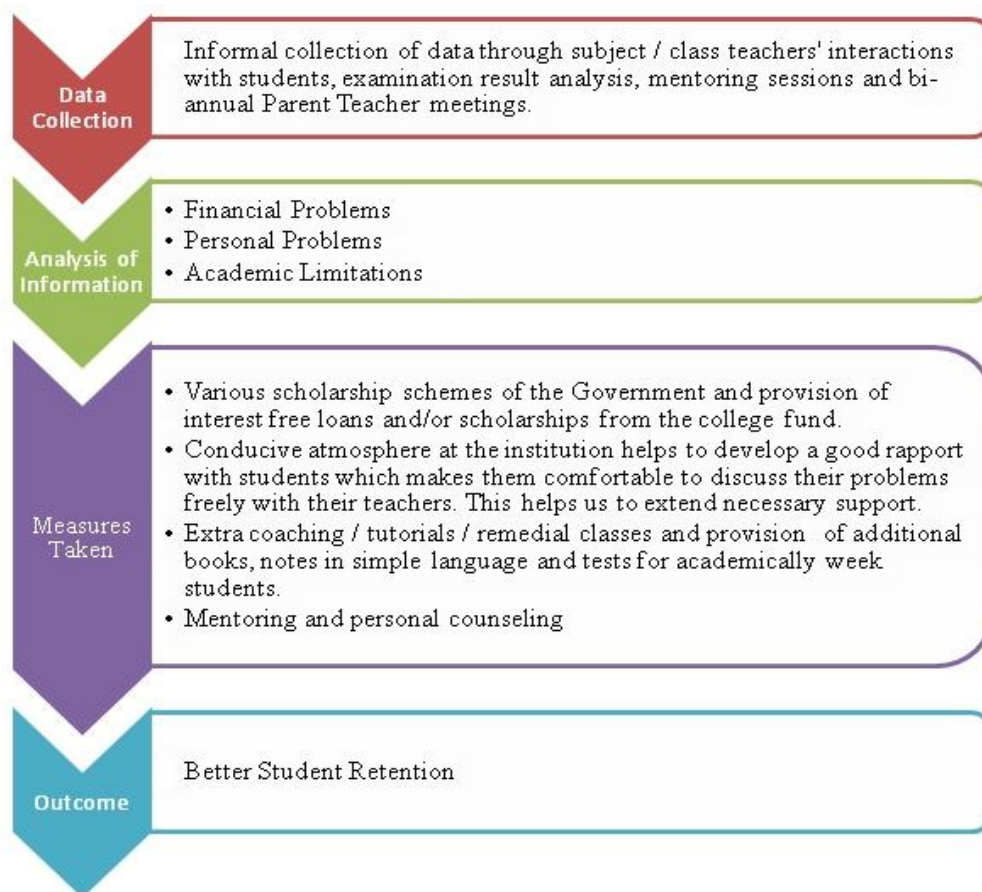 Data
Collection
Informal collection of data through subject / class teachers' interactions
with students, examination result analysis, mentoring sessions and bi-
annual Parent Teacher meetings.
Analysis of
Information
• Financial Problems
• Personal Problems
• Academic Limitations
Measures
Taken
• Various scholarship schemes of the Government and provision of
interest free loans and/or scholarships from the college fund.
• Conducive atmosphere at the institution helps to develop a good rapport
with students which makes them comfortable to discuss their problems
freely with their teachers. This helps us to extend necessary support.
• Extra coaching / tutorials / remedial classes and provision of additional
books, notes in simple language and tests for academically week
students.
• Mentoring and personal counseling
Outcome
Better Student Retention